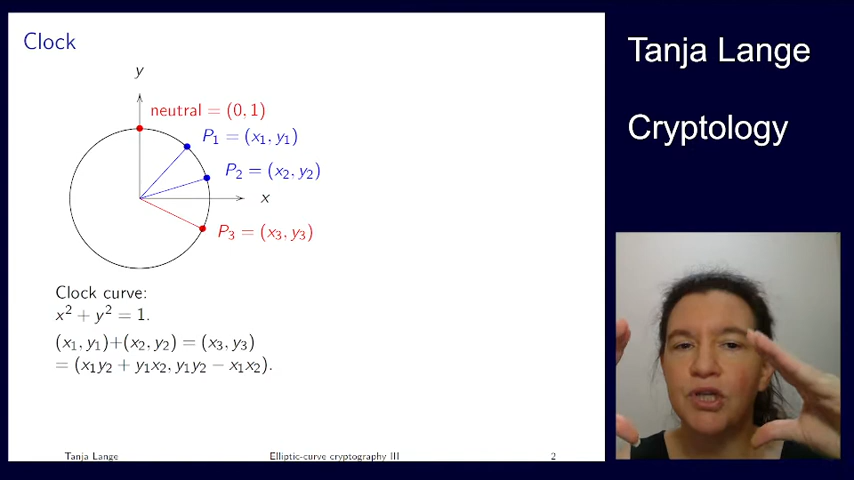 Clock
y
neutral = (0, 1)
P₁ = (x₁, y₁)
P₂ = (x₂, y₂)
x
P₃ = (x₃, y₃)
Clock curve:
x² + y² = 1.
(x₁, y₁)+(x₂, y₂) = (x₃, y₃)
= (x₁y₂ + y₁x₂, y₁y₂ − x₁x₂).
Tanja Lange
Elliptic-curve cryptography III
2
Tanja Lange
Cryptology